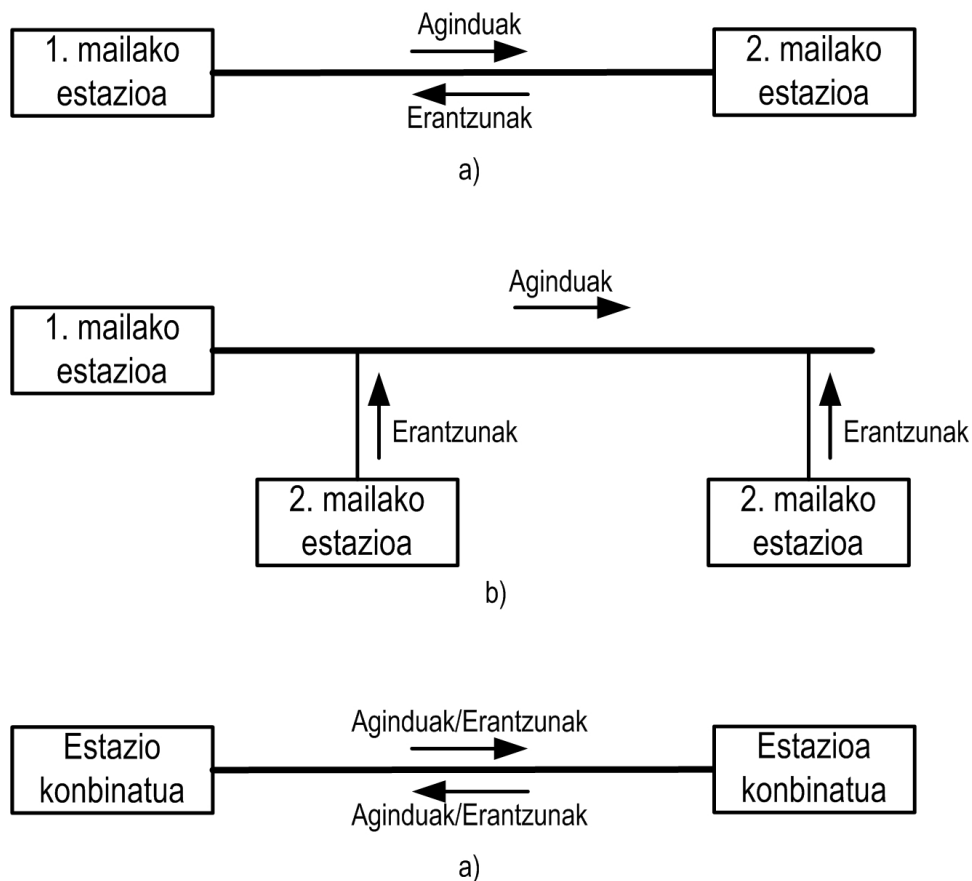 Aginduak
1. mailako
estazioa
2. mailako
estazioa
Erantzunak
a)
Aginduak
1. mailako
estazioa
Erantzunak
Erantzunak
2. mailako
estazioa
2. mailako
estazioa
b)
Aginduak/Erantzunak
Estazio
konbinatua
Estazioa
konbinatua
Aginduak/Erantzunak
a)